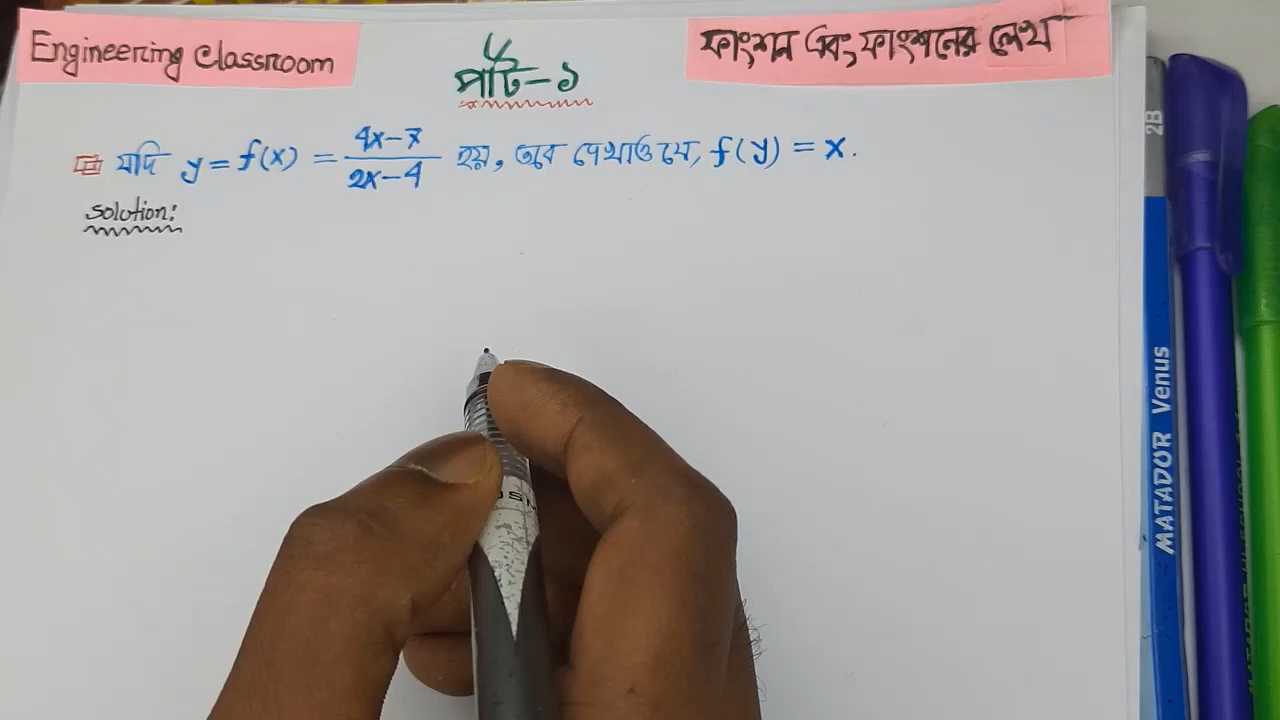 Engineering Classroom
পার্ট-১
ফাংশন এবং ফাংশনের লেখ
যদি y = f(x) = (4x-7)/(2x-4) হয়, তবে দেখাও যে, f(y) = x.
Solution:
2B
MATADOR Venus